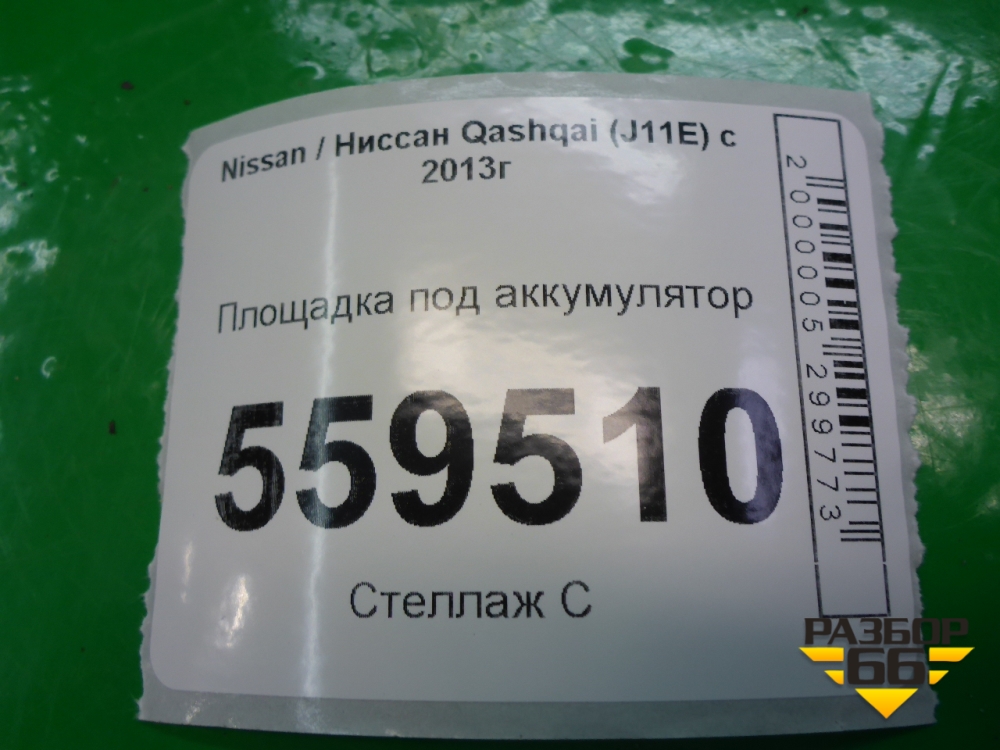 Nissan / Ниссан Qashqai (J11E) с
2013г
Площадка под аккумулятор
559510
Стеллаж С
2000005299773
РАЗБОР
66